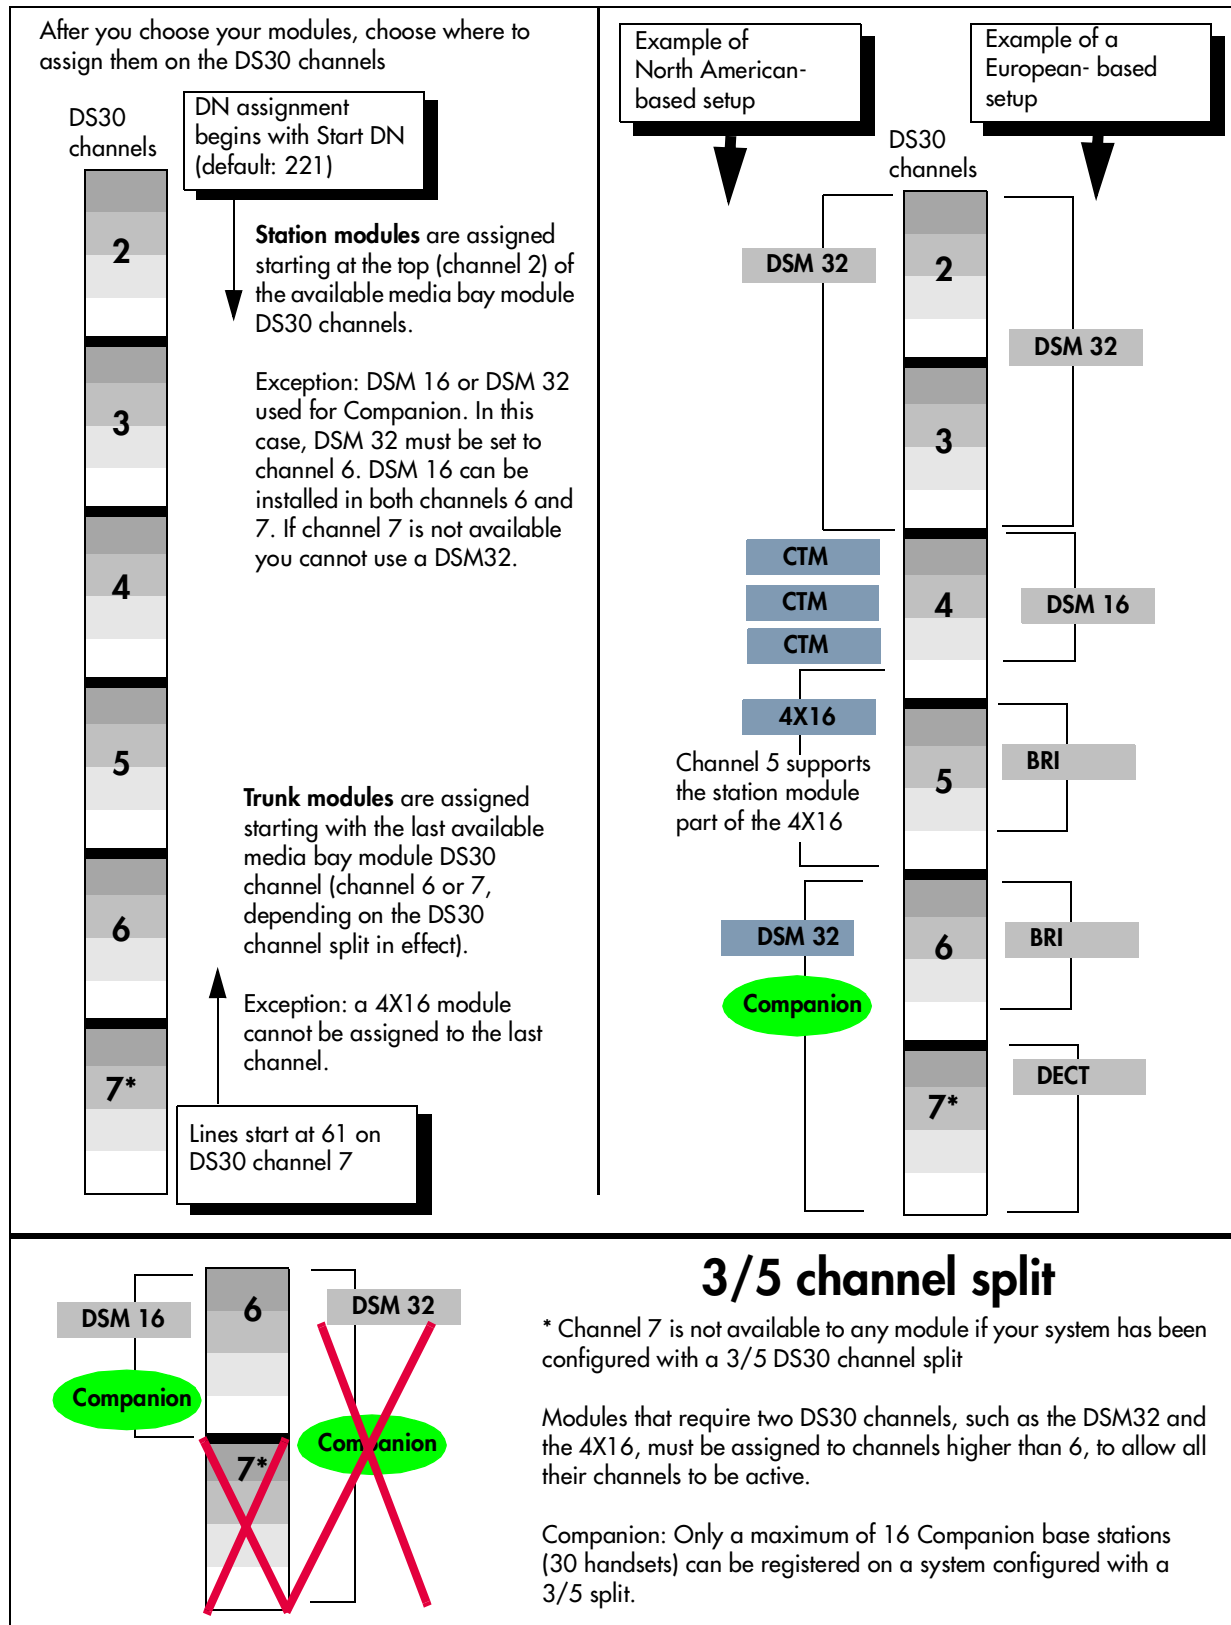 After you choose your modules, choose where to
assign them on the DS30 channels
DS30
channels
DN assignment
begins with Start DN
(default: 221)
2
3
4
5
6
7*
Station modules are assigned
starting at the top (channel 2) of
the available media bay module
DS30 channels.
Exception: DSM 16 or DSM 32
used for Companion. In this
case, DSM 32 must be set to
channel 6. DSM 16 can be
installed in both channels 6 and
7. If channel 7 is not available
you cannot use a DSM32.
Trunk modules are assigned
starting with the last available
media bay module DS30
channel (channel 6 or 7,
depending on the DS30
channel split in effect).
Exception: a 4X16 module
cannot be assigned to the last
channel.
Lines start at 61 on
DS30 channel 7
Example of
North American-
based setup
Example of a
European- based
setup
DS30
channels
DSM 32
CTM
CTM
CTM
4X16
Channel 5 supports
the station module
part of the 4X16
DSM 32
Companion
2
3
4
5
6
7*
DSM 32
DSM 16
BRI
BRI
DECT
DSM 16
Companion
6
7*
DSM 32
Companion
3/5 channel split
* Channel 7 is not available to any module if your system has been
configured with a 3/5 DS30 channel split
Modules that require two DS30 channels, such as the DSM32 and
the 4X16, must be assigned to channels higher than 6, to allow all
their channels to be active.
Companion: Only a maximum of 16 Companion base stations
(30 handsets) can be registered on a system configured with a
3/5 split.